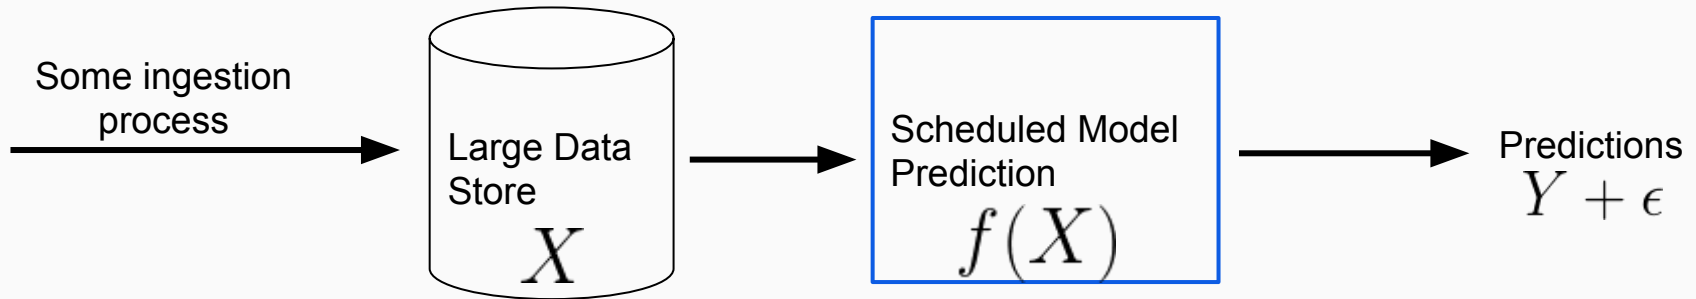 Some ingestion
process
Large Data
Store
X
Scheduled Model
Prediction
f(X)
Predictions
Y + ϵ